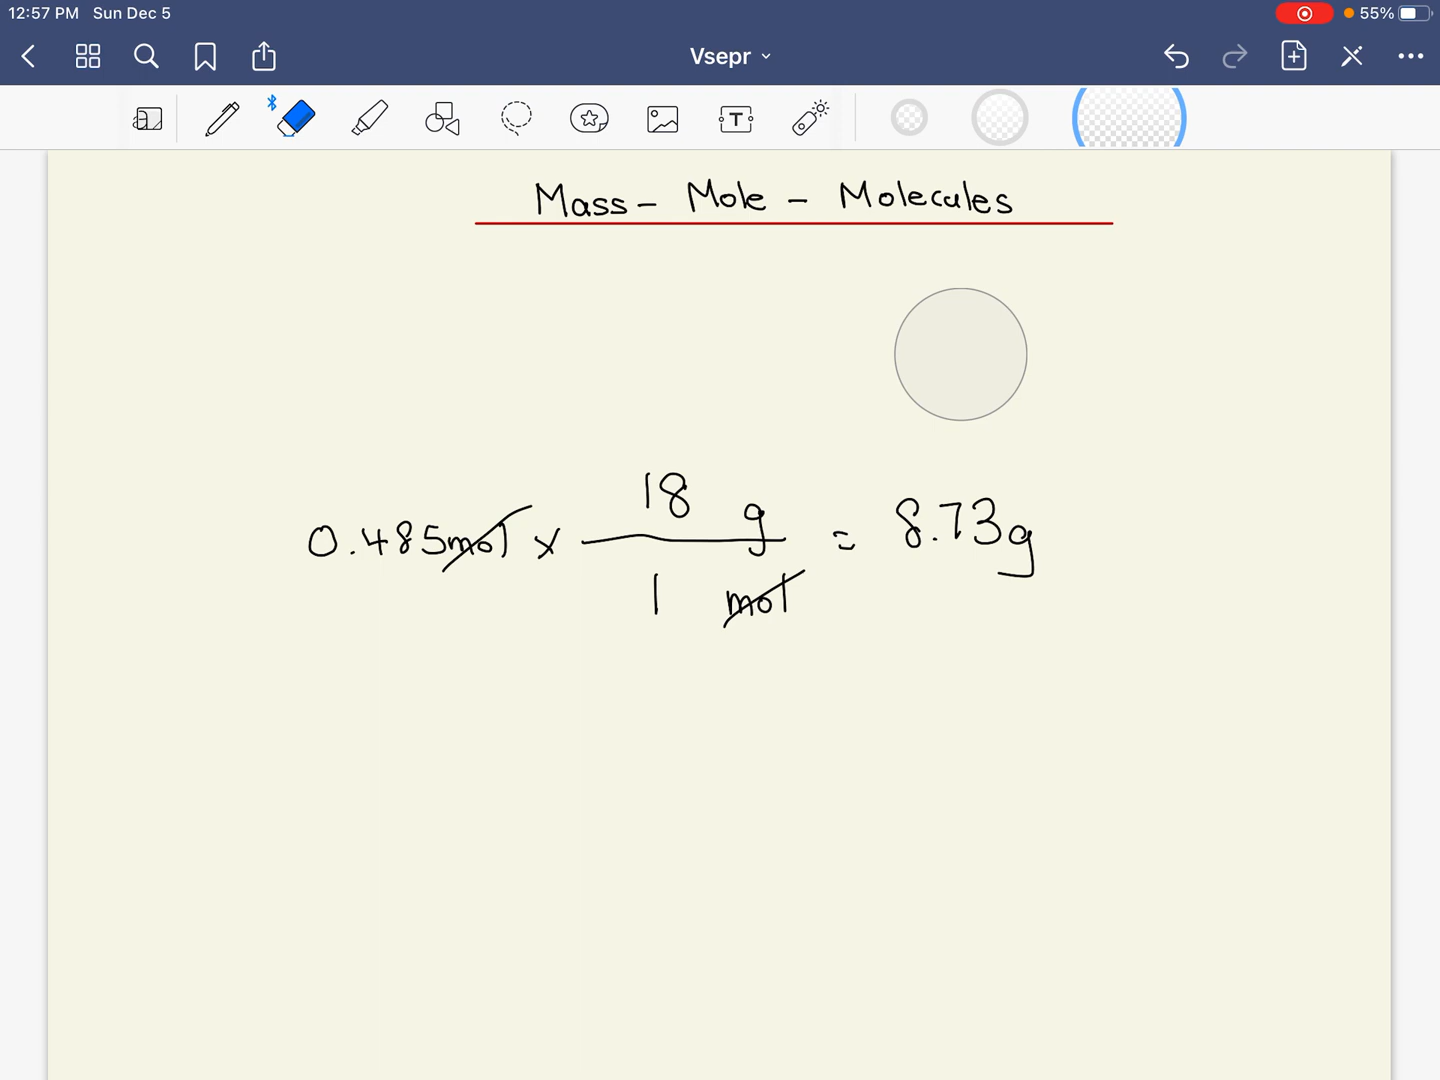 12:57 PM Sun Dec 5 55%
Vsepr
T
Mass - Mole - Molecules
18 g
0.485mol x = 8.73g
1 mol